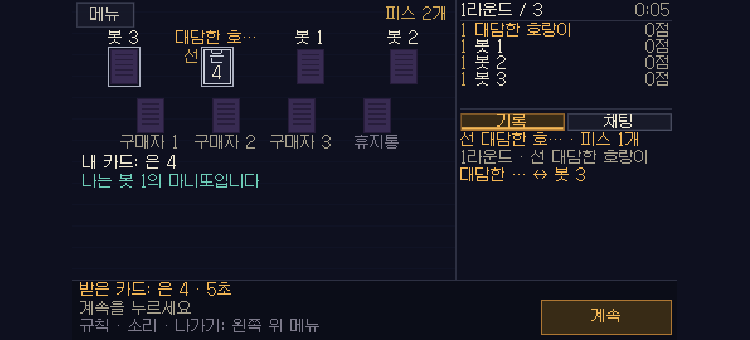 메뉴
피스 2개
봇 3
대담한 호…
봇 1
봇 2
선
은
4
구매자 1
구매자 2
구매자 3
휴지통
내 카드: 은 4
나는 봇 1의 마니또입니다
1라운드 / 3
0:05
1 대담한 호랑이
0점
1 봇 1
0점
1 봇 2
0점
1 봇 3
0점
기록
채팅
선 대담한 호… · 피스 1개
1라운드 · 선 대담한 호랑이
대담한 … ↔ 봇 3
받은 카드: 은 4 · 5초
계속을 누르세요
규칙 · 소리 · 나가기: 왼쪽 위 메뉴
계속